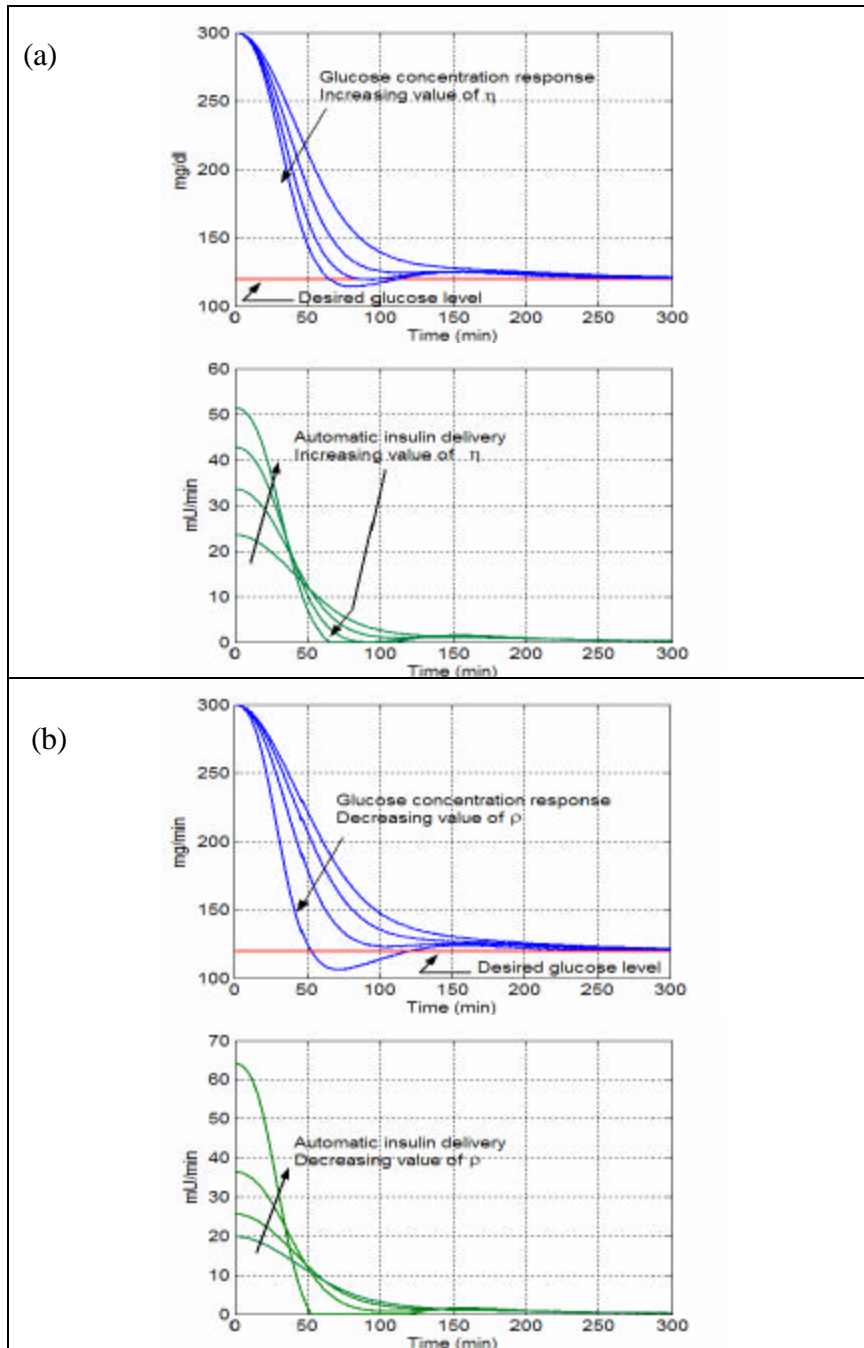 (a)
300
250
200
150
100
mg/dl
Glucose concentration response
Increasing value of η
Desired glucose level
0 50 100 150 200 250 300
Time (min)
60
50
40
30
20
10
0
mU/min
Automatic insulin delivery
Increasing value of η
0 50 100 150 200 250 300
Time (min)
(b)
300
250
200
150
100
mg/min
Glucose concentration response
Decreasing value of ρ
Desired glucose level
0 50 100 150 200 250 300
Time (min)
70
60
50
40
30
20
10
0
mU/min
Automatic insulin delivery
Decreasing value of ρ
0 50 100 150 200 250 300
Time (min)